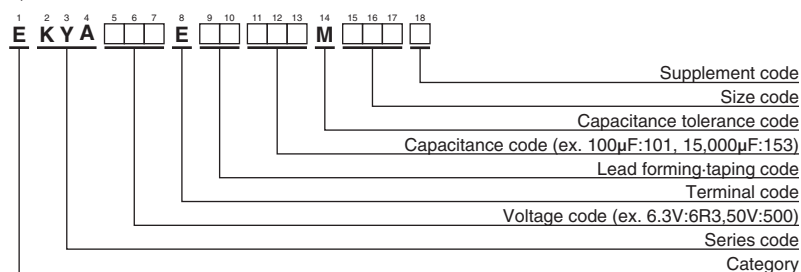 1 2 3 4 5 6 7 8 9 10 11 12 13 14 15 16 17 18
E K Y A □□□ E □□ □□□ M □□□ □
Supplement code
Size code
Capacitance tolerance code
Capacitance code (ex. 100μF:101, 15,000μF:153)
Lead forming·taping code
Terminal code
Voltage code (ex. 6.3V:6R3,50V:500)
Series code
Category